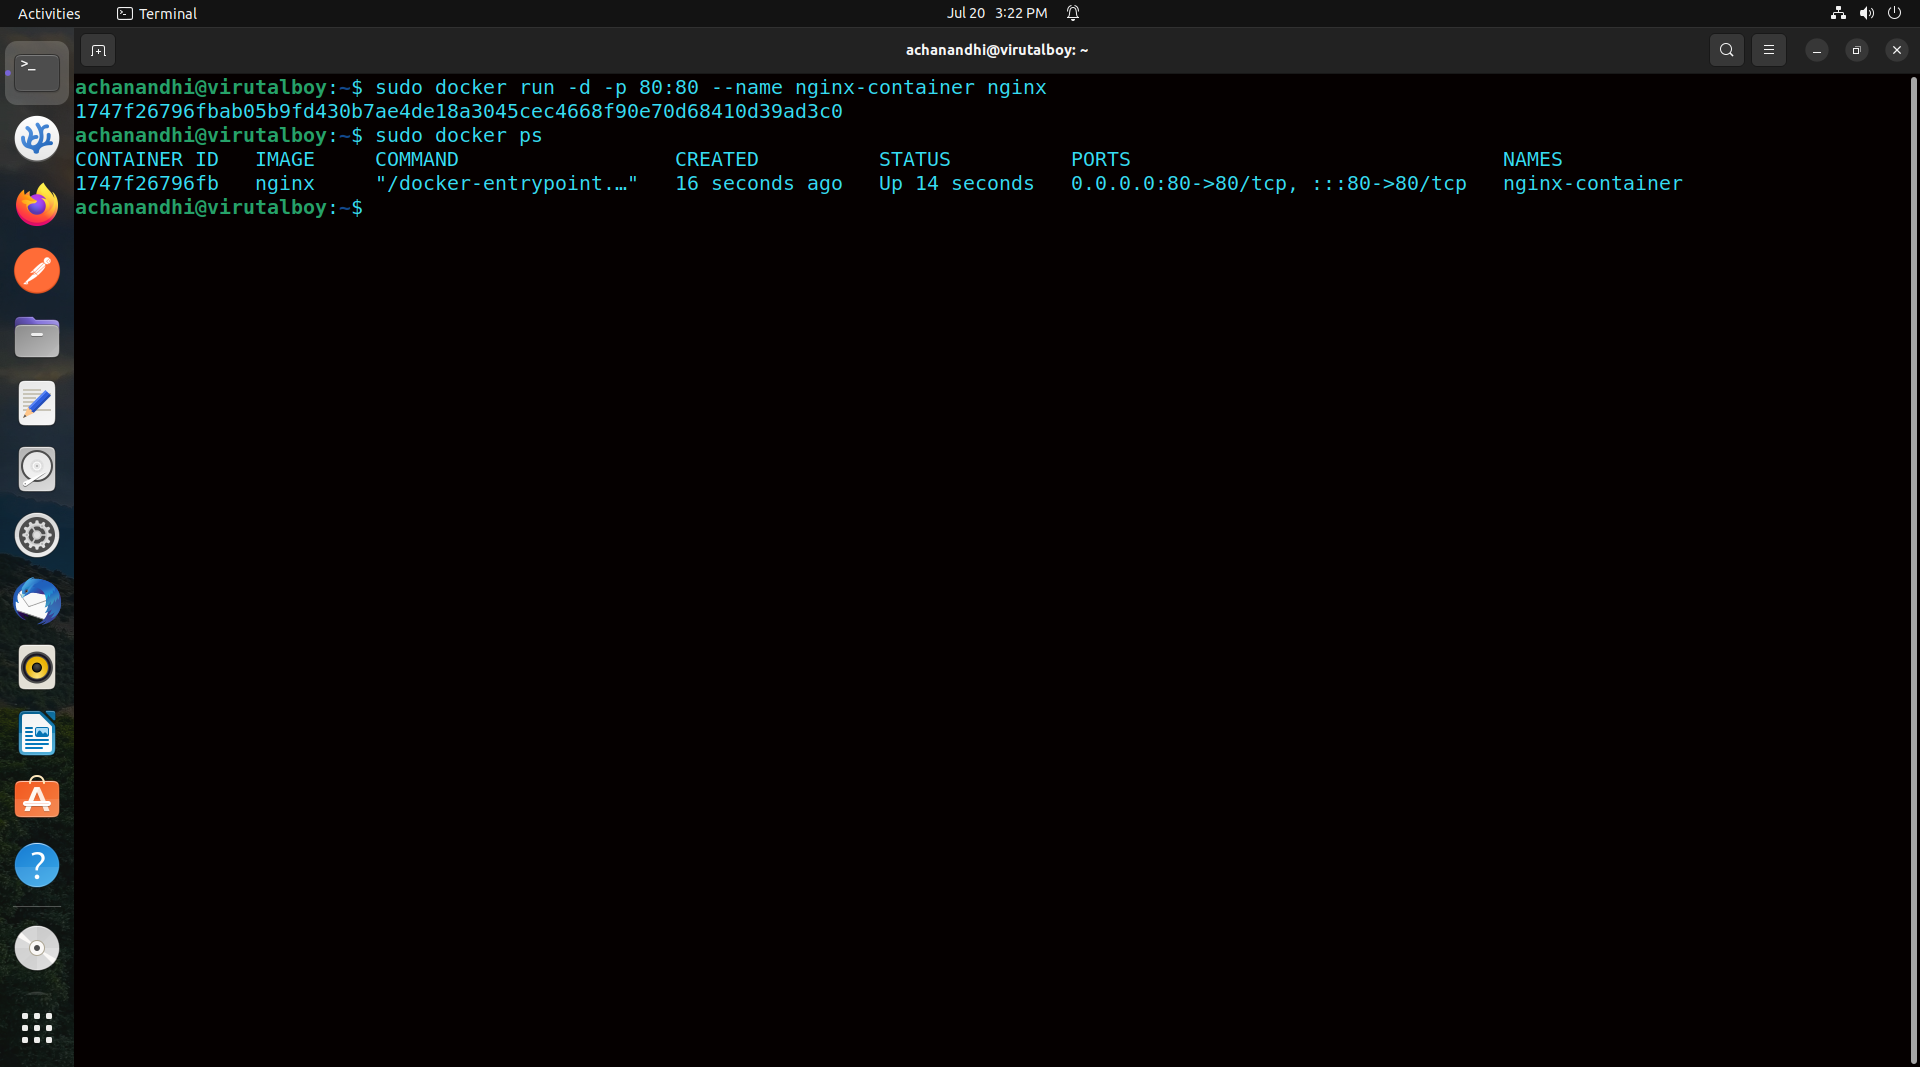 Activities Terminal Jul 20 3:22 PM
achanandhi@virutalboy: ~
achanandhi@virutalboy:~$ sudo docker run -d -p 80:80 --name nginx-container nginx
1747f26796fbab05b9fd430b7ae4de18a3045cec4668f90e70d68410d39ad3c0
achanandhi@virutalboy:~$ sudo docker ps
CONTAINER ID   IMAGE     COMMAND                  CREATED          STATUS          PORTS                               NAMES
1747f26796fb   nginx     "/docker-entrypoint.…"   16 seconds ago   Up 14 seconds   0.0.0.0:80->80/tcp, :::80->80/tcp   nginx-container
achanandhi@virutalboy:~$